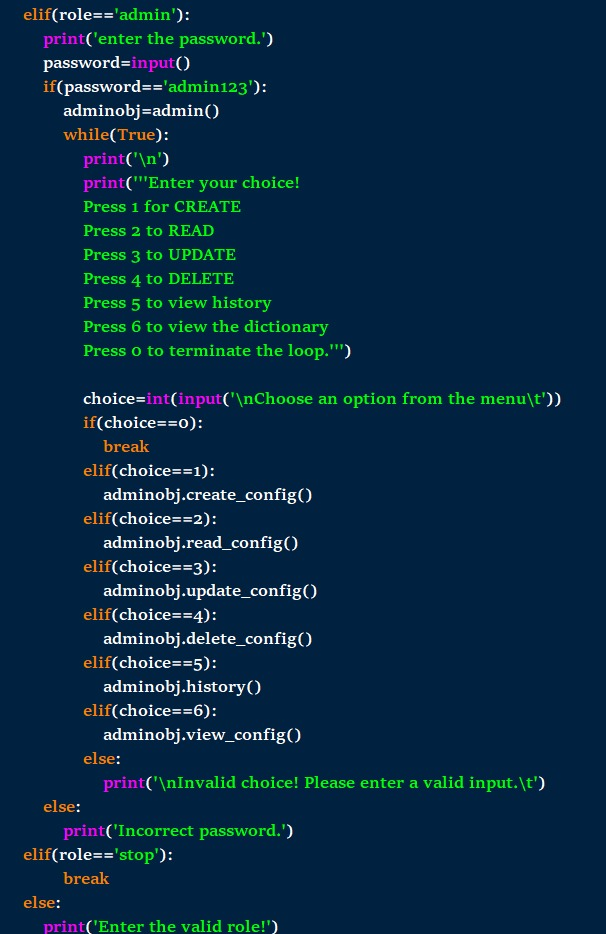 elif(role=='admin'):
print('enter the password.')
password=input()
if(password=='admin123'):
adminobj=admin()
while(True):
print('\n')
print('''Enter your choice!
Press 1 for CREATE
Press 2 to READ
Press 3 to UPDATE
Press 4 to DELETE
Press 5 to view history
Press 6 to view the dictionary
Press 0 to terminate the loop.''')
choice=int(input('\nChoose an option from the menu\t'))
if(choice==0):
break
elif(choice==1):
adminobj.create_config()
elif(choice==2):
adminobj.read_config()
elif(choice==3):
adminobj.update_config()
elif(choice==4):
adminobj.delete_config()
elif(choice==5):
adminobj.history()
elif(choice==6):
adminobj.view_config()
else:
print('\nInvalid choice! Please enter a valid input.\t')
else:
print('Incorrect password.')
elif(role=='stop'):
break
else:
print('Enter the valid role!')